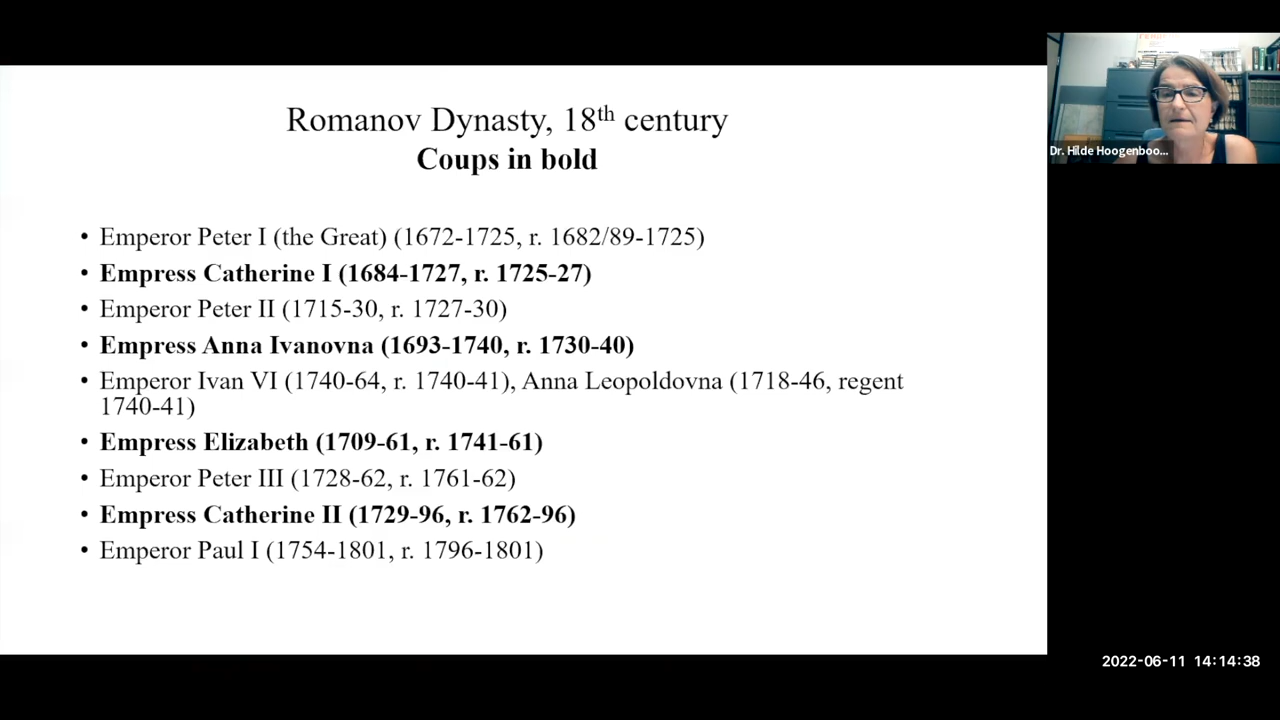 Romanov Dynasty, 18th century
Coups in bold
• Emperor Peter I (the Great) (1672-1725, r. 1682/89-1725)
• Empress Catherine I (1684-1727, r. 1725-27)
• Emperor Peter II (1715-30, r. 1727-30)
• Empress Anna Ivanovna (1693-1740, r. 1730-40)
• Emperor Ivan VI (1740-64, r. 1740-41), Anna Leopoldovna (1718-46, regent
1740-41)
• Empress Elizabeth (1709-61, r. 1741-61)
• Emperor Peter III (1728-62, r. 1761-62)
• Empress Catherine II (1729-96, r. 1762-96)
• Emperor Paul I (1754-1801, r. 1796-1801)
Dr. Hilde Hoogenboo...
2022-06-11 14:14:38